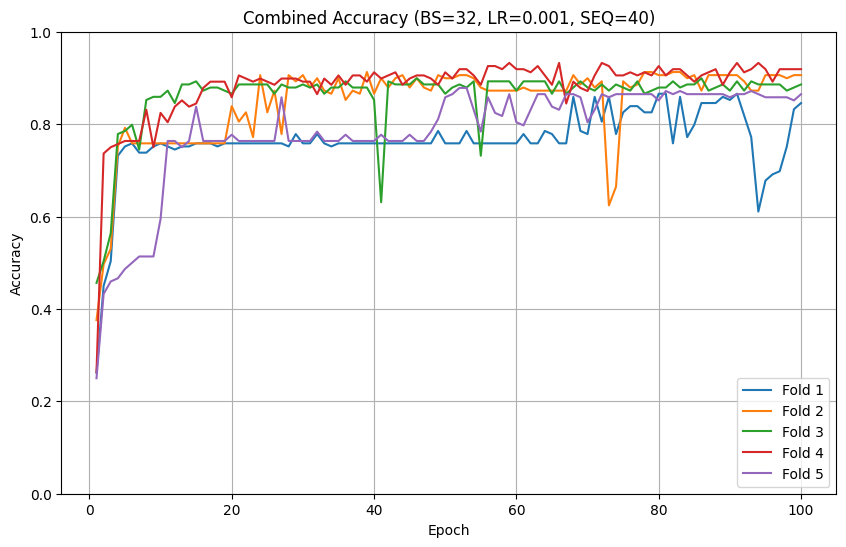 Combined Accuracy (BS=32, LR=0.001, SEQ=40)
1.0
0.8
0.6
0.4
0.2
0.0
Accuracy
0 20 40 60 80 100
Epoch
Fold 1
Fold 2
Fold 3
Fold 4
Fold 5